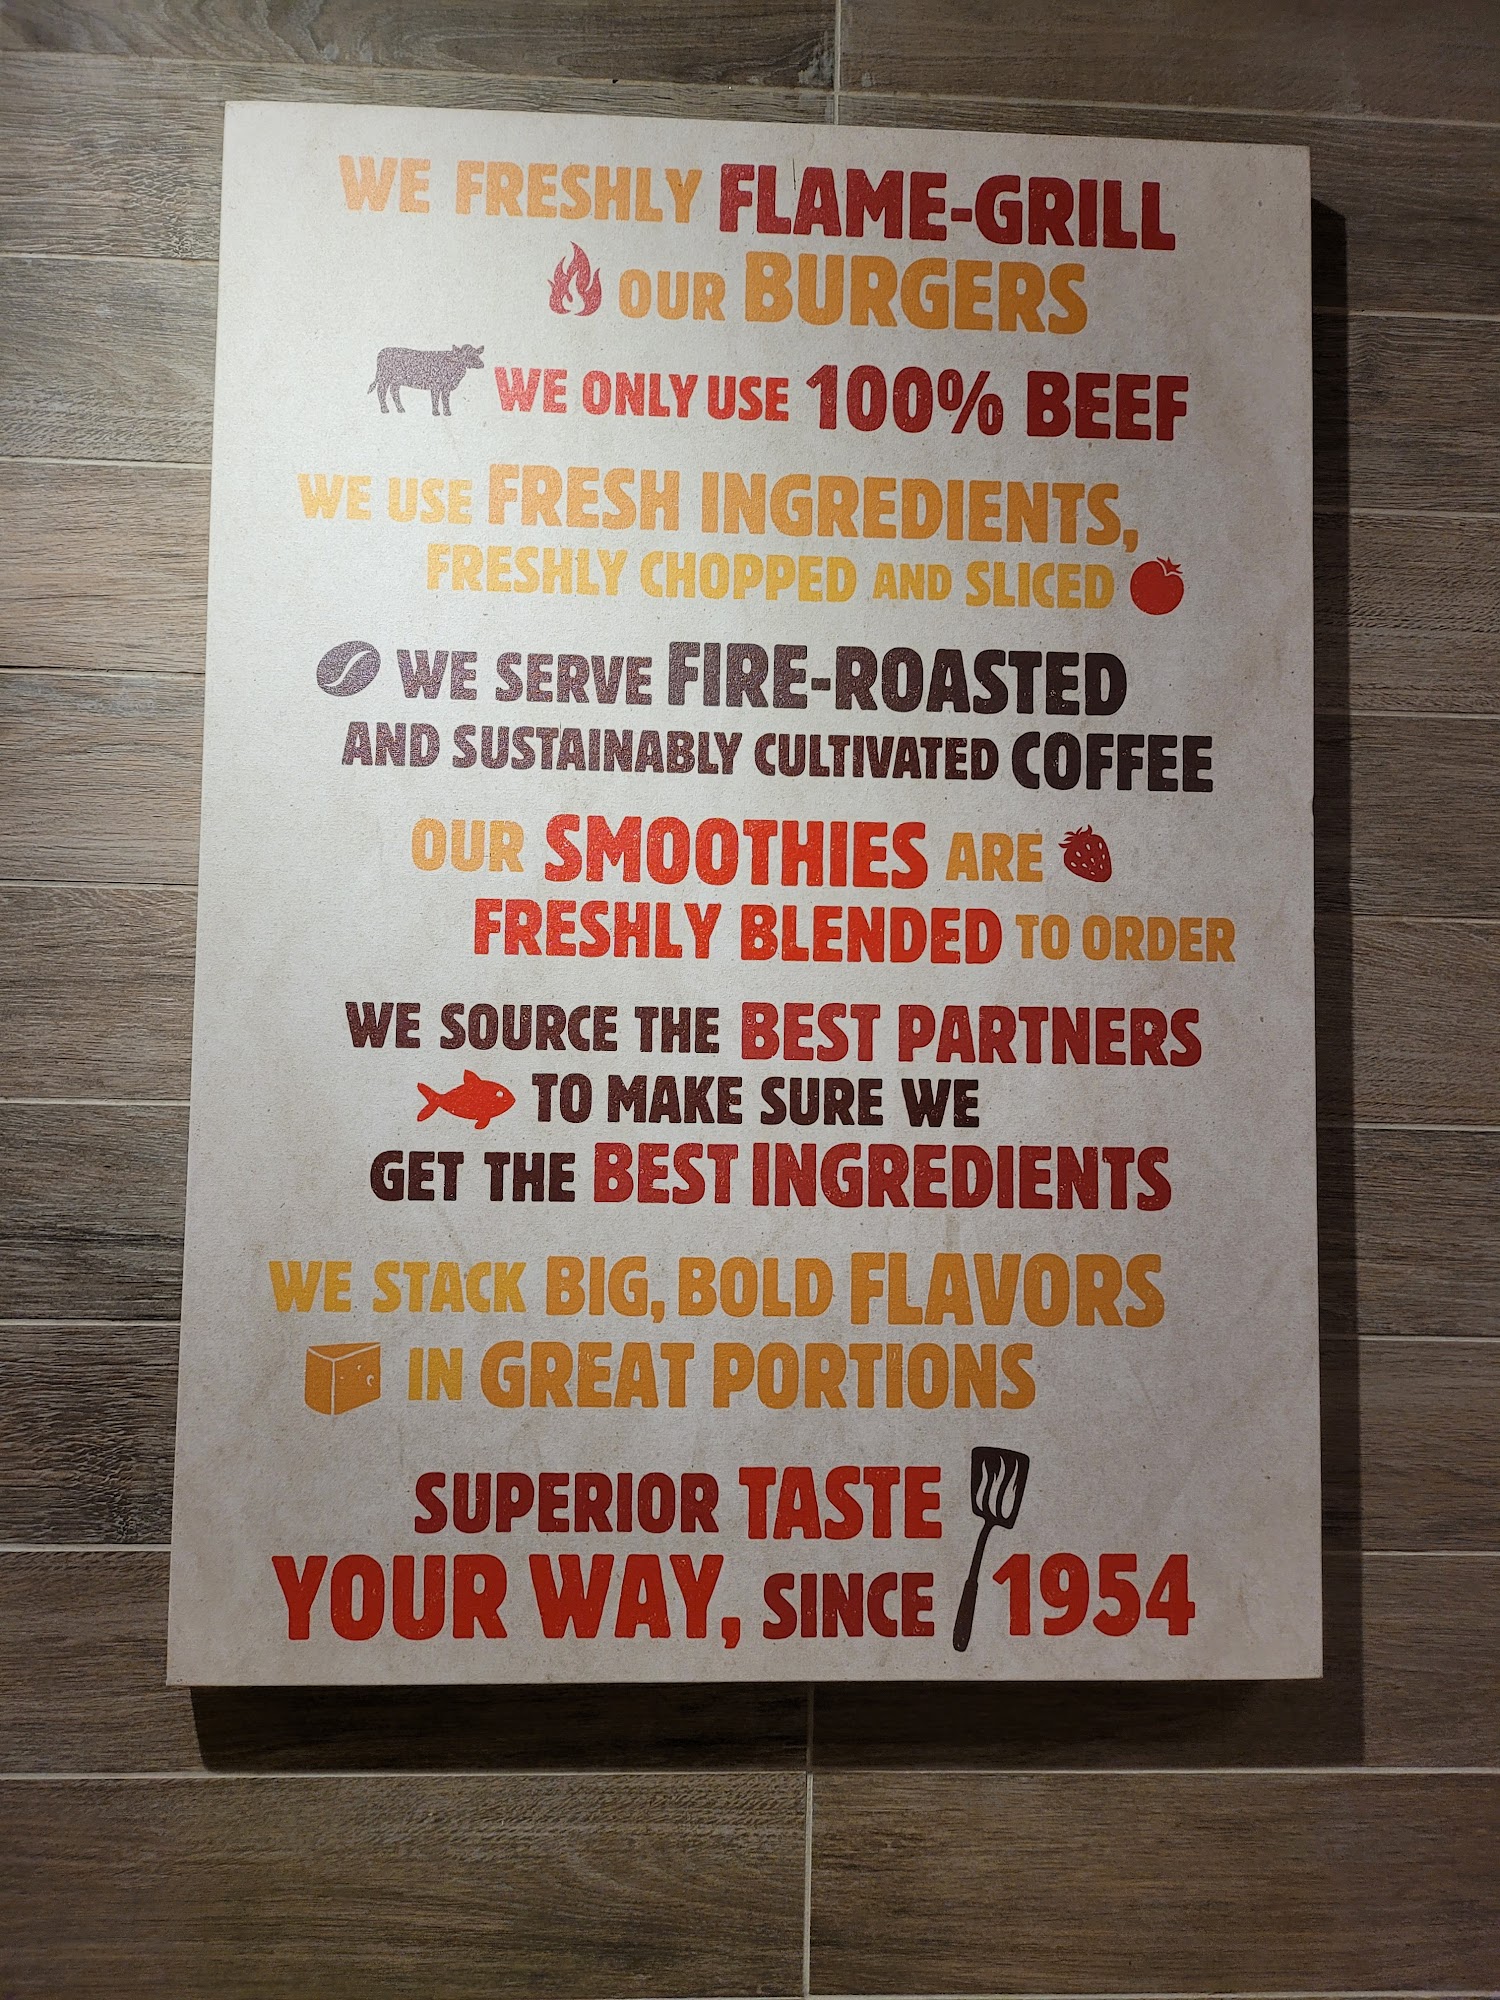 WE FRESHLY FLAME-GRILL
OUR BURGERS
WE ONLY USE 100% BEEF
WE USE FRESH INGREDIENTS,
FRESHLY CHOPPED AND SLICED
WE SERVE FIRE-ROASTED
AND SUSTAINABLY CULTIVATED COFFEE
OUR SMOOTHIES ARE
FRESHLY BLENDED TO ORDER
WE SOURCE THE BEST PARTNERS
TO MAKE SURE WE
GET THE BEST INGREDIENTS
WE STACK BIG, BOLD FLAVORS
IN GREAT PORTIONS
SUPERIOR TASTE
YOUR WAY, SINCE 1954